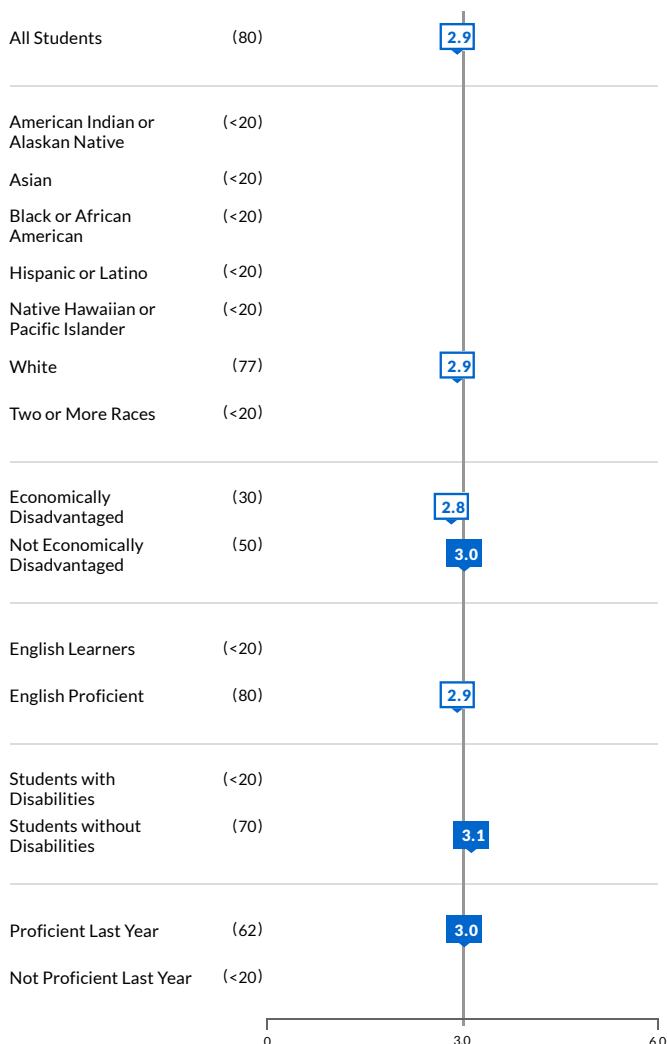 All Students (80) 2.9
American Indian or (<20)
Alaskan Native
Asian (<20)
Black or African (<20)
American
Hispanic or Latino (<20)
Native Hawaiian or (<20)
Pacific Islander
White (77) 2.9
Two or More Races (<20)
Economically (30) 2.8
Disadvantaged
Not Economically (50) 3.0
Disadvantaged
English Learners (<20)
English Proficient (80) 2.9
Students with (<20)
Disabilities
Students without (70) 3.1
Disabilities
Proficient Last Year (62) 3.0
Not Proficient Last Year (<20)
0 3.0 6.0